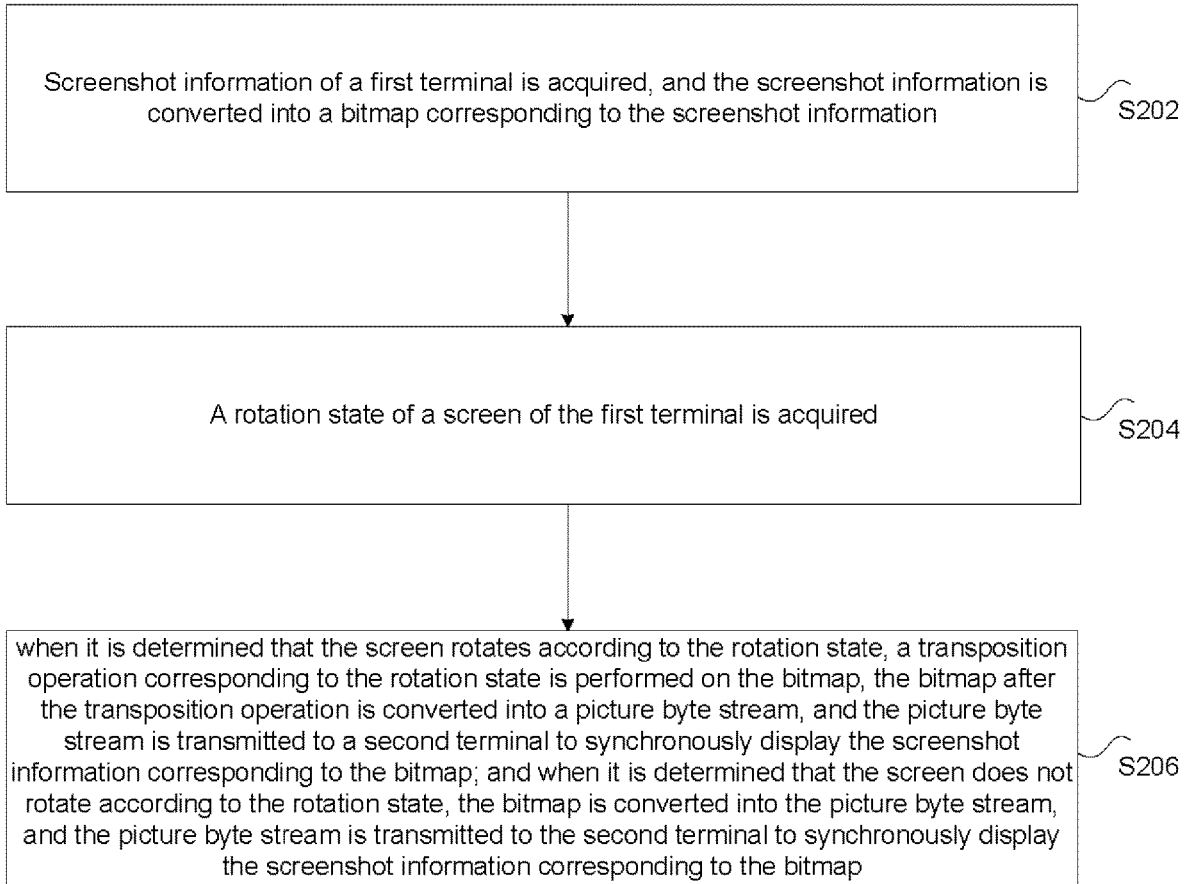 Screenshot information of a first terminal is acquired, and the screenshot information is
converted into a bitmap corresponding to the screenshot information
S202
A rotation state of a screen of the first terminal is acquired
S204
when it is determined that the screen rotates according to the rotation state, a transposition
operation corresponding to the rotation state is performed on the bitmap, the bitmap after
the transposition operation is converted into a picture byte stream, and the picture byte
stream is transmitted to a second terminal to synchronously display the screenshot
information corresponding to the bitmap; and when it is determined that the screen does not
rotate according to the rotation state, the bitmap is converted into the picture byte stream,
and the picture byte stream is transmitted to the second terminal to synchronously display
the screenshot information corresponding to the bitmap
S206